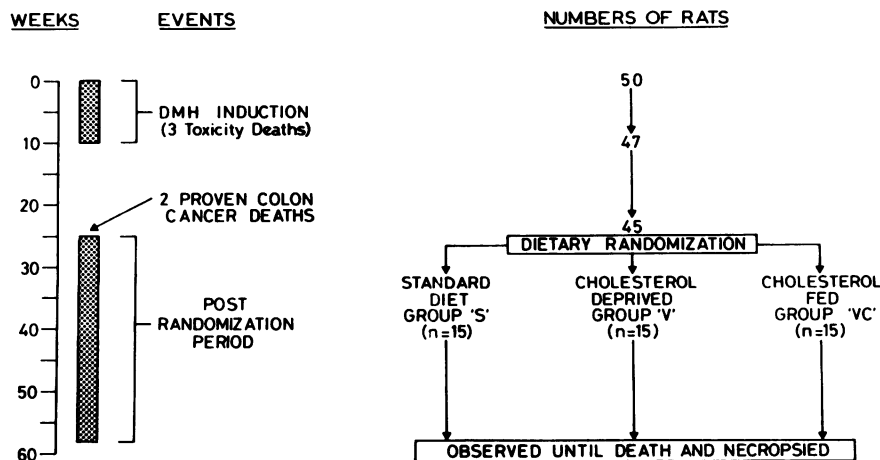 WEEKS
EVENTS
NUMBERS OF RATS
0
10
20
30
40
50
60
DMH INDUCTION
(3 Toxicity Deaths)
2 PROVEN COLON
CANCER DEATHS
POST
RANDOMIZATION
PERIOD
50
47
45
DIETARY RANDOMIZATION
STANDARD
DIET
GROUP 'S'
(n=15)
CHOLESTEROL
DEPRIVED
GROUP 'V'
(n=15)
CHOLESTEROL
FED
GROUP 'VC'
(n=15)
OBSERVED UNTIL DEATH AND NECROPSIED